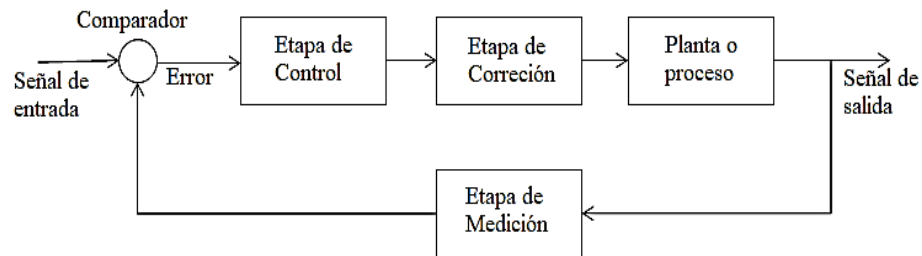 Comparador
Señal de
entrada
Error
Etapa de
Control
Etapa de
Correción
Planta o
proceso
Señal de
salida
Etapa de
Medición